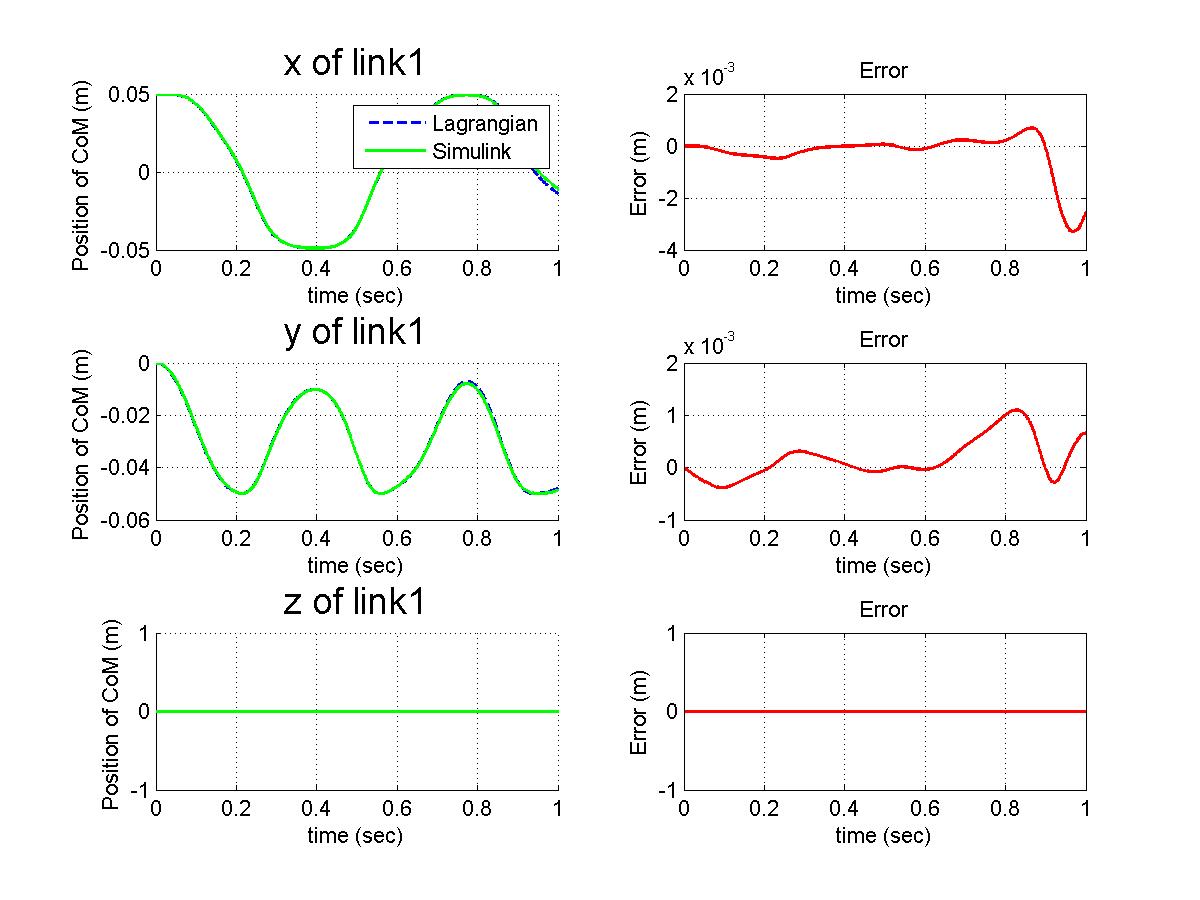 x of link1
Position of CoM (m)
0.05
0
-0.05
Lagrangian
Simulink
0 0.2 0.4 0.6 0.8 1
time (sec)
Error
x 10-3
Error (m)
2
0
-2
-4
0 0.2 0.4 0.6 0.8 1
time (sec)
y of link1
Position of CoM (m)
0
-0.02
-0.04
-0.06
0 0.2 0.4 0.6 0.8 1
time (sec)
Error
x 10-3
Error (m)
2
1
0
-1
0 0.2 0.4 0.6 0.8 1
time (sec)
z of link1
Position of CoM (m)
1
0
-1
0 0.2 0.4 0.6 0.8 1
time (sec)
Error
Error (m)
1
0
-1
0 0.2 0.4 0.6 0.8 1
time (sec)